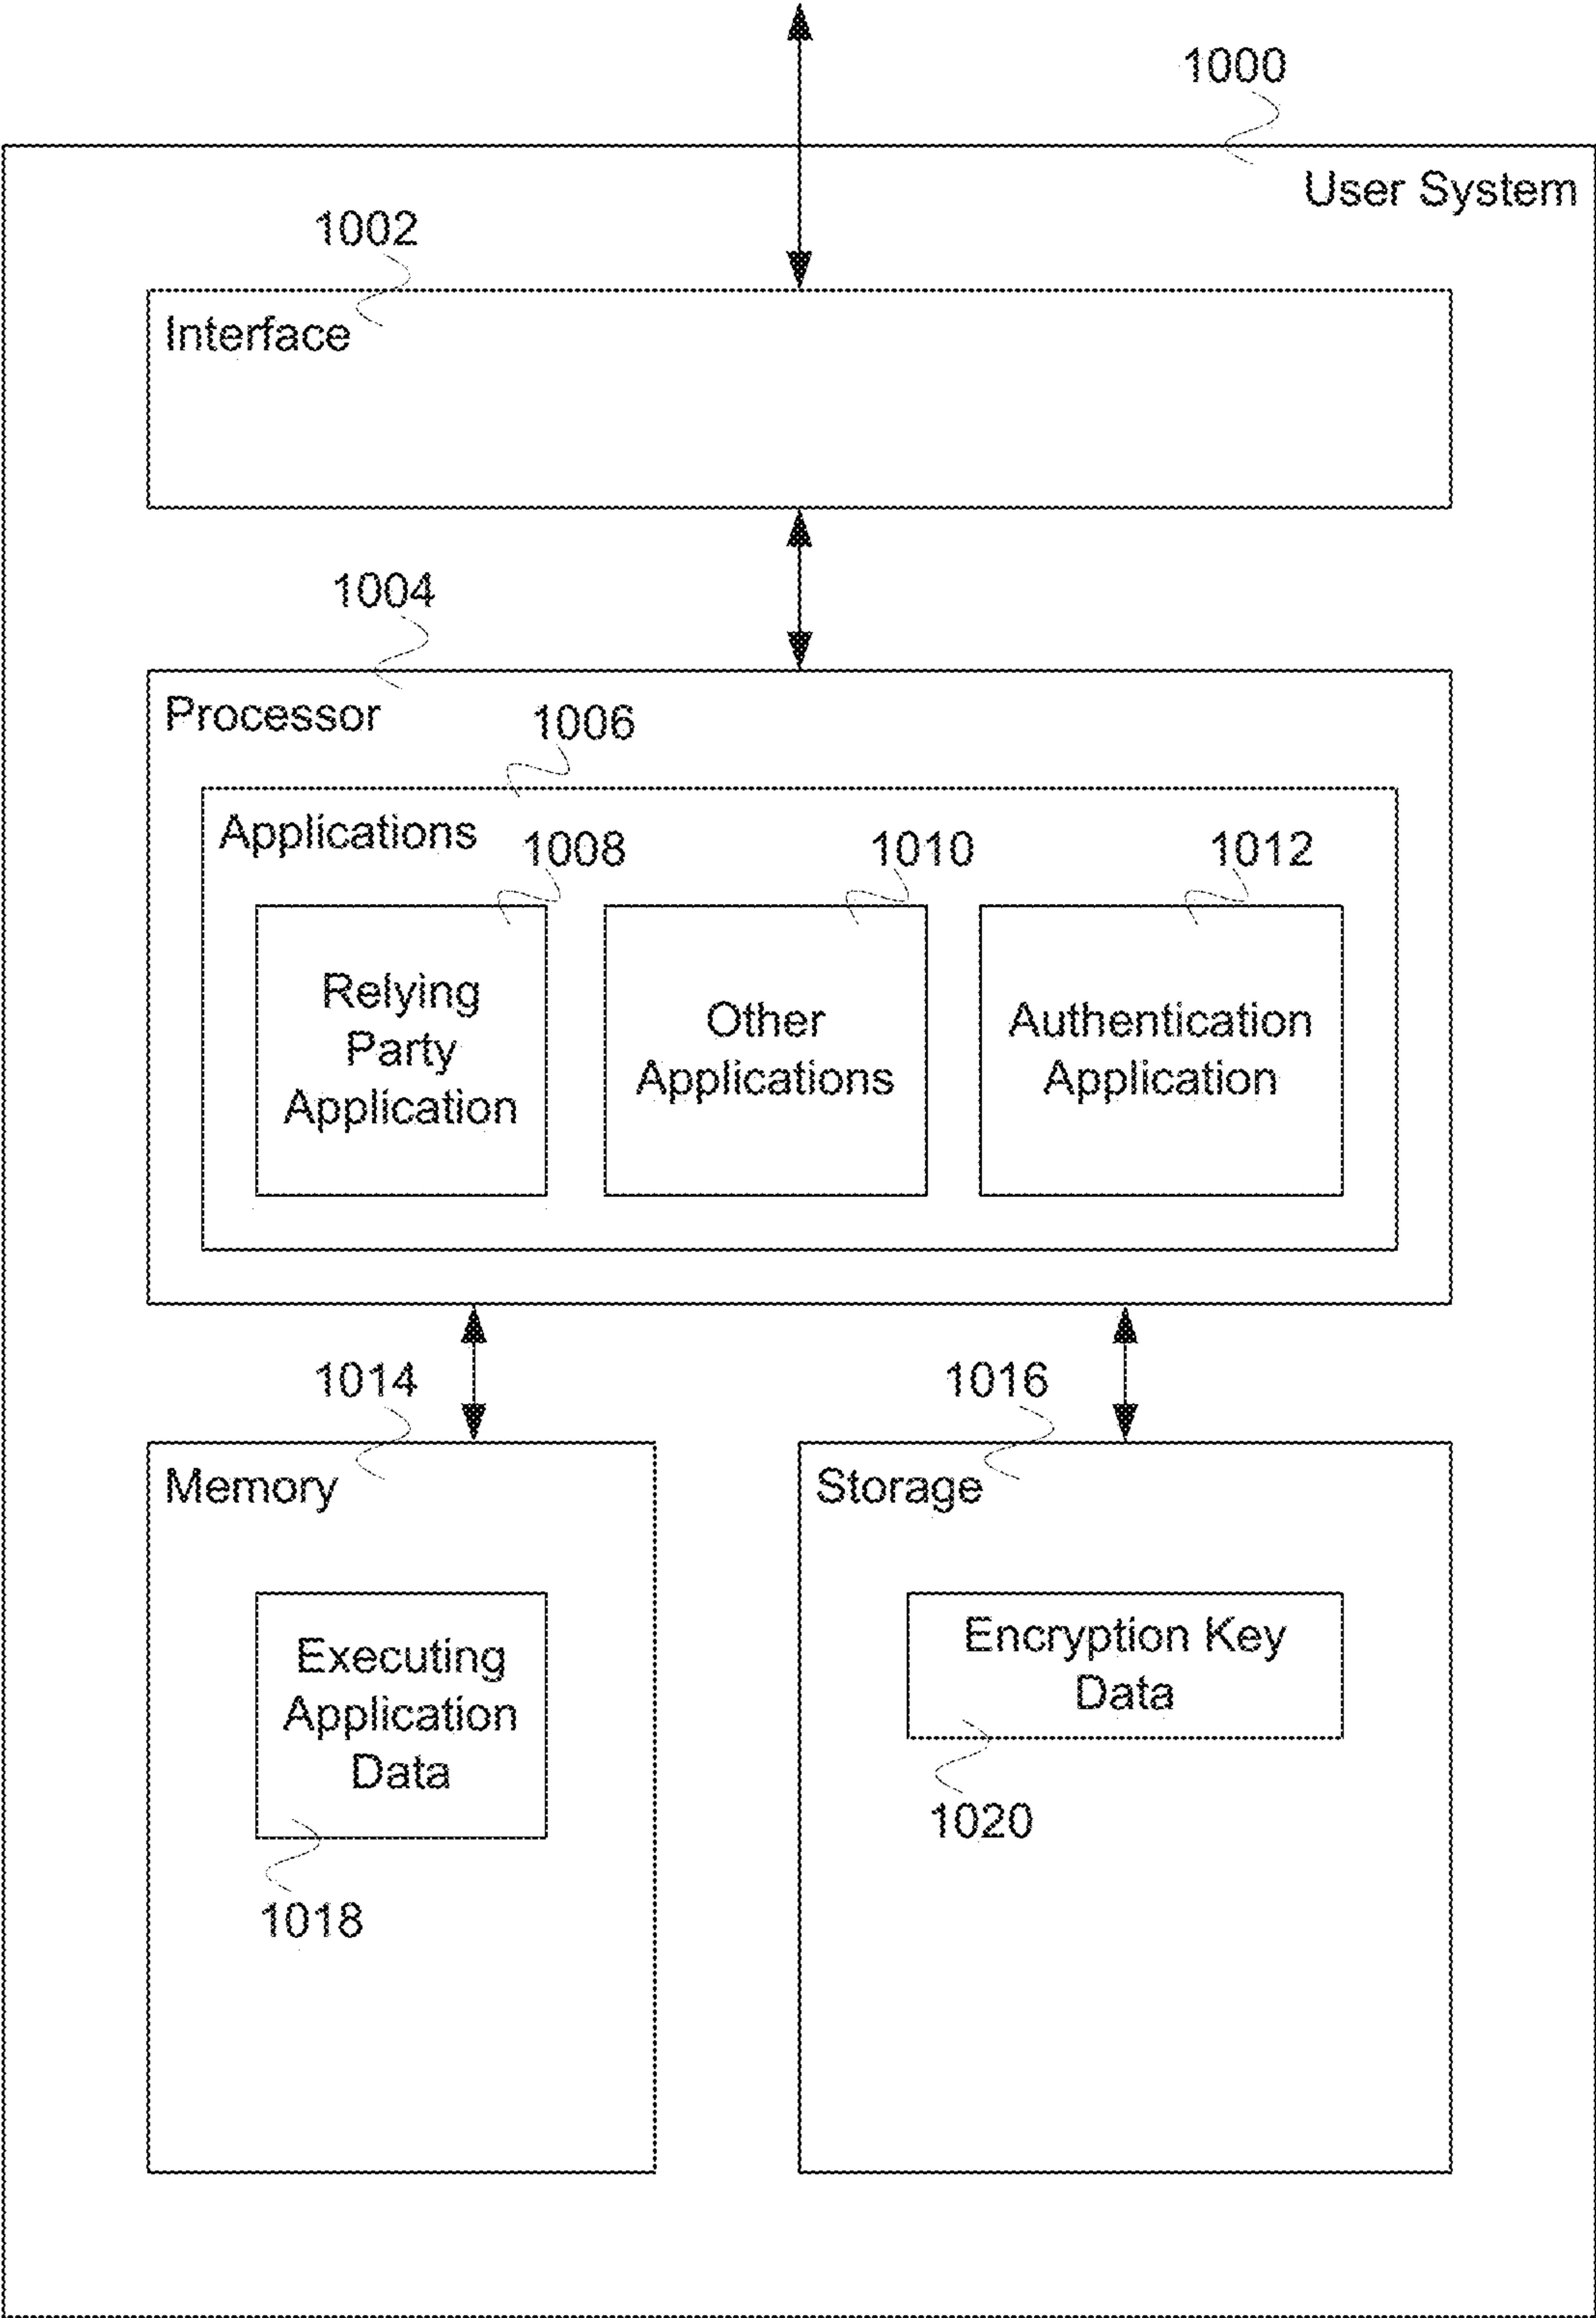 1000
User System
1002
Interface
1004
Processor
1006
Applications
1008
1010
1012
Relying
Party
Application
Other
Applications
Authentication
Application
1014
1016
Memory
Storage
Executing
Application
Data
1018
Encryption Key
Data
1020